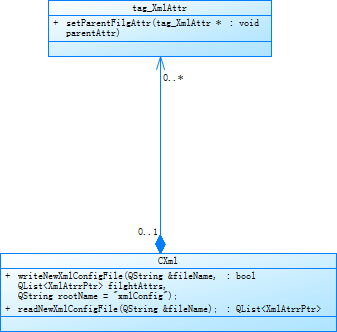 tag_XmlAttr
+ setParentFilgAttr(tag_XmlAttr * : void
parentAttr)
0..*
0..1
CXml
+ writeNewXmlConfigFile(QString &fileName, : bool
QList<XmlAtrrPtr> filghtAttrs,
QString rootName = "xmlConfig");
+ readNewXmlConfigFile(QString &fileName); : QList<XmlAtrrPtr>